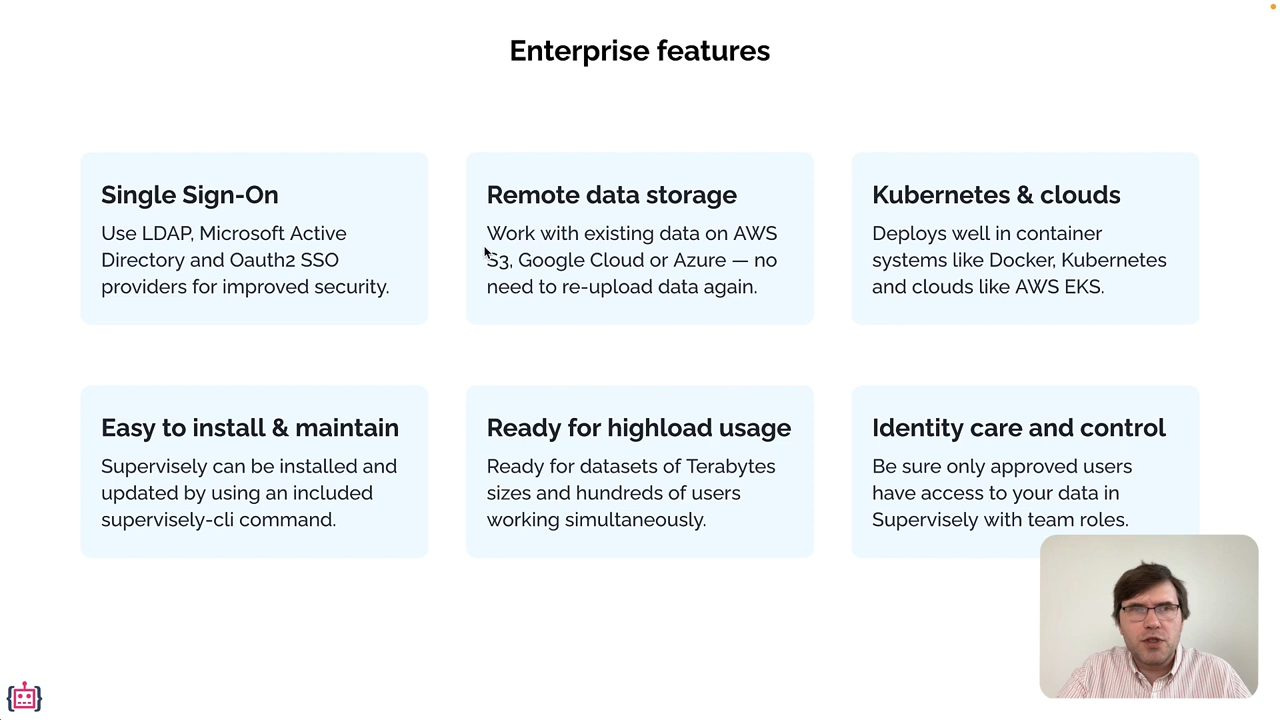 Enterprise features
Single Sign-On
Use LDAP, Microsoft Active
Directory and Oauth2 SSO
providers for improved security.
Remote data storage
Work with existing data on AWS
S3, Google Cloud or Azure — no
need to re-upload data again.
Kubernetes & clouds
Deploys well in container
systems like Docker, Kubernetes
and clouds like AWS EKS.
Easy to install & maintain
Supervisely can be installed and
updated by using an included
supervisely-cli command.
Ready for highload usage
Ready for datasets of Terabytes
sizes and hundreds of users
working simultaneously.
Identity care and control
Be sure only approved users
have access to your data in
Supervisely with team roles.